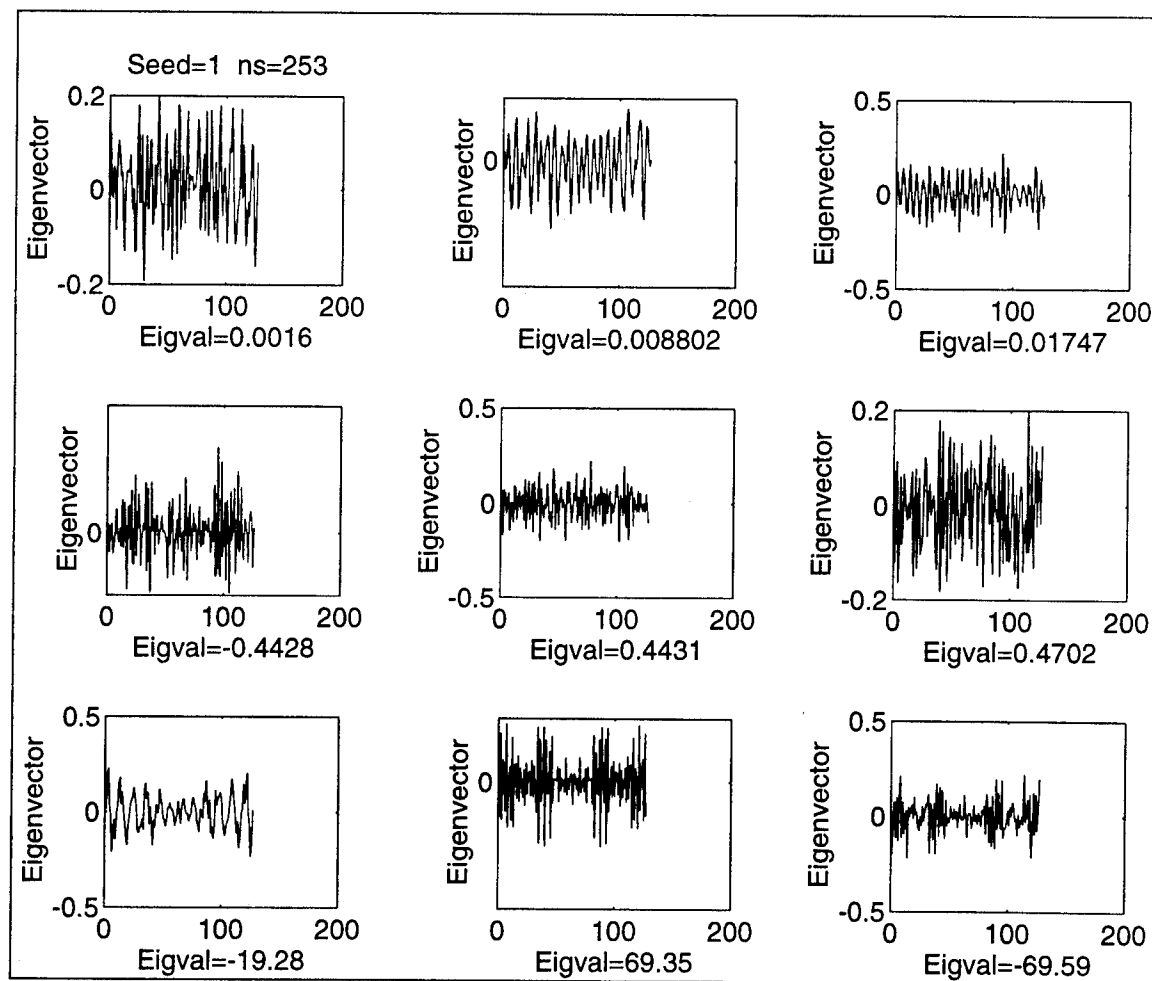 Seed=1 ns=253
Eigenvector
0.2
0
-0.2
0 100 200
Eigval=0.0016
Eigenvector
0
0 100 200
Eigval=0.008802
Eigenvector
0.5
0
-0.5
0 100 200
Eigval=0.01747
Eigenvector
0
0 100 200
Eigval=-0.4428
Eigenvector
0.5
0
-0.5
0 100 200
Eigval=0.4431
Eigenvector
0.2
0
-0.2
0 100 200
Eigval=0.4702
Eigenvector
0.5
0
-0.5
0 100 200
Eigval=-19.28
Eigenvector
0
0 100 200
Eigval=69.35
Eigenvector
0.5
0
-0.5
0 100 200
Eigval=-69.59